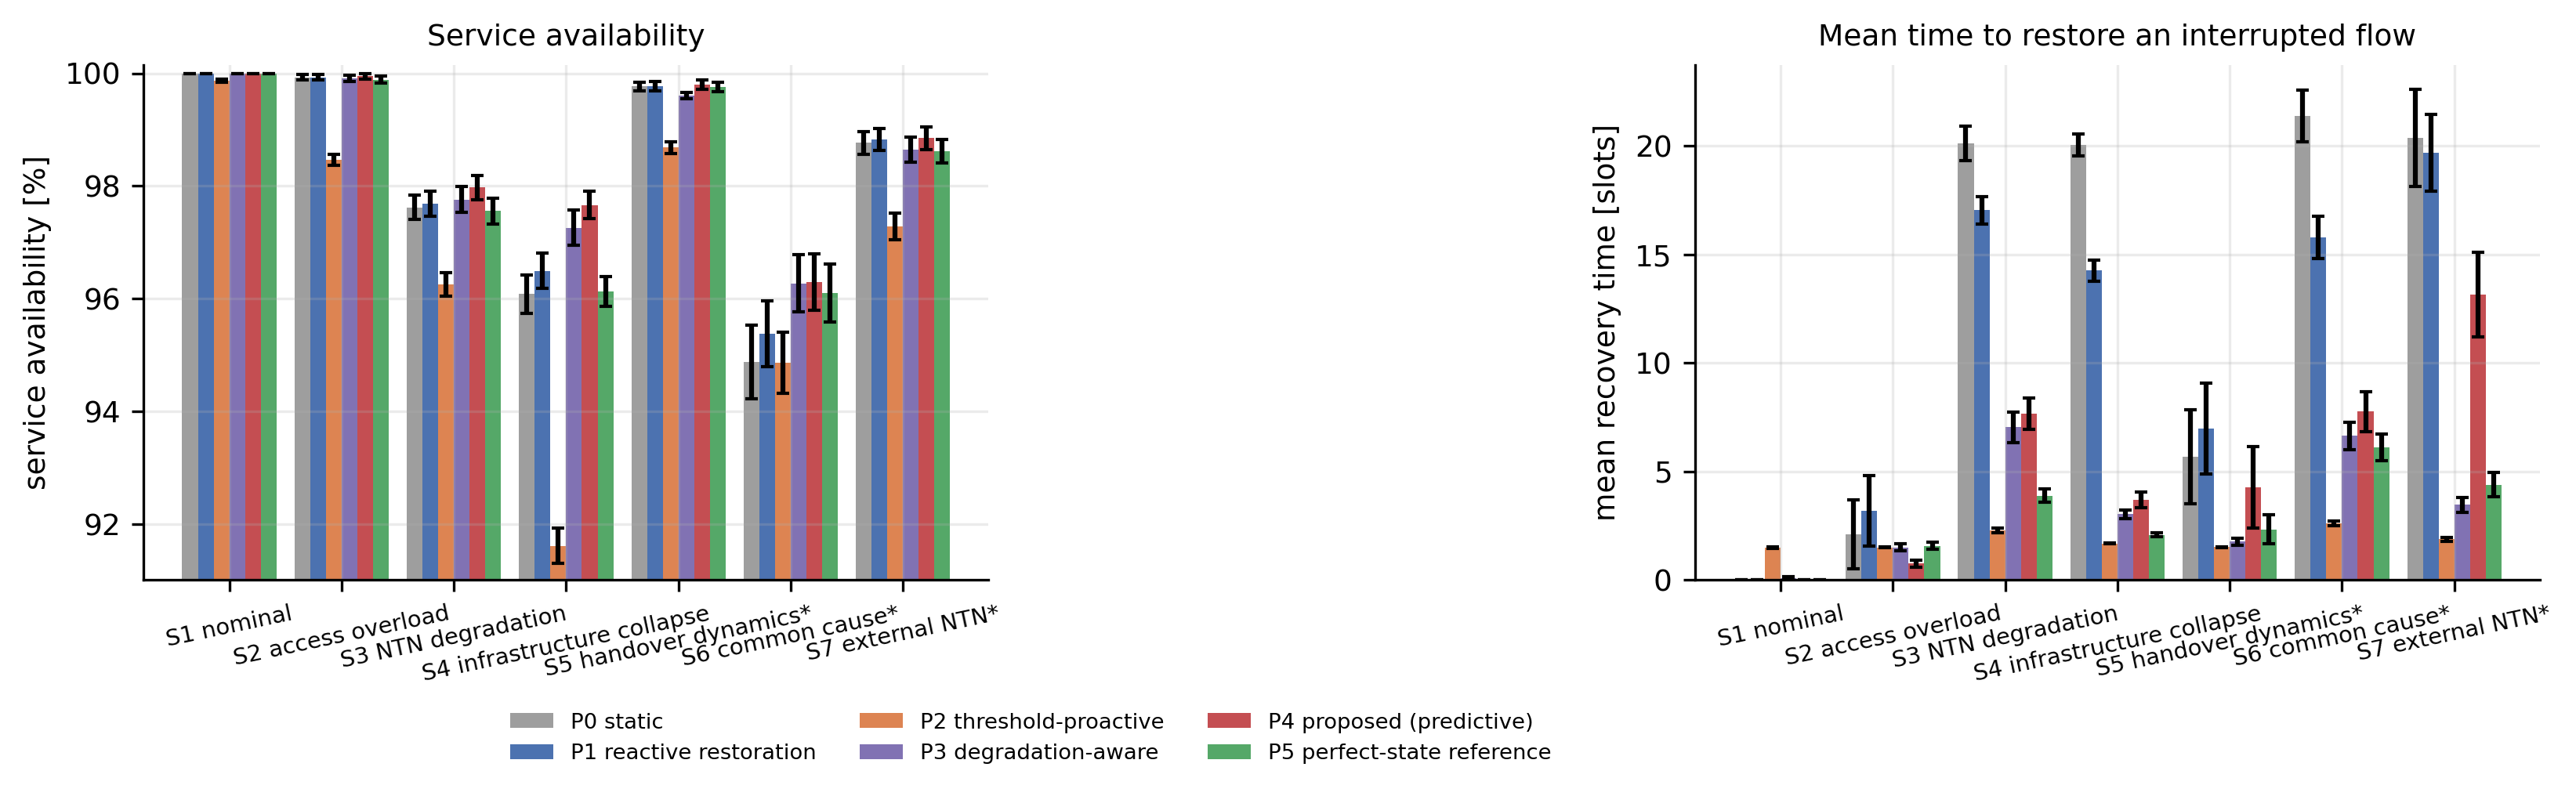 Service availability
service availability [%]
100
98
96
94
92
S1 nominal
S2 access overload
S3 NTN degradation
S4 infrastructure collapse
S5 handover dynamics*
S6 common cause*
S7 external NTN*
Mean time to restore an interrupted flow
mean recovery time [slots]
20
15
10
5
0
S1 nominal
S2 access overload
S3 NTN degradation
S4 infrastructure collapse
S5 handover dynamics*
S6 common cause*
S7 external NTN*
P0 static
P1 reactive restoration
P2 threshold-proactive
P3 degradation-aware
P4 proposed (predictive)
P5 perfect-state reference